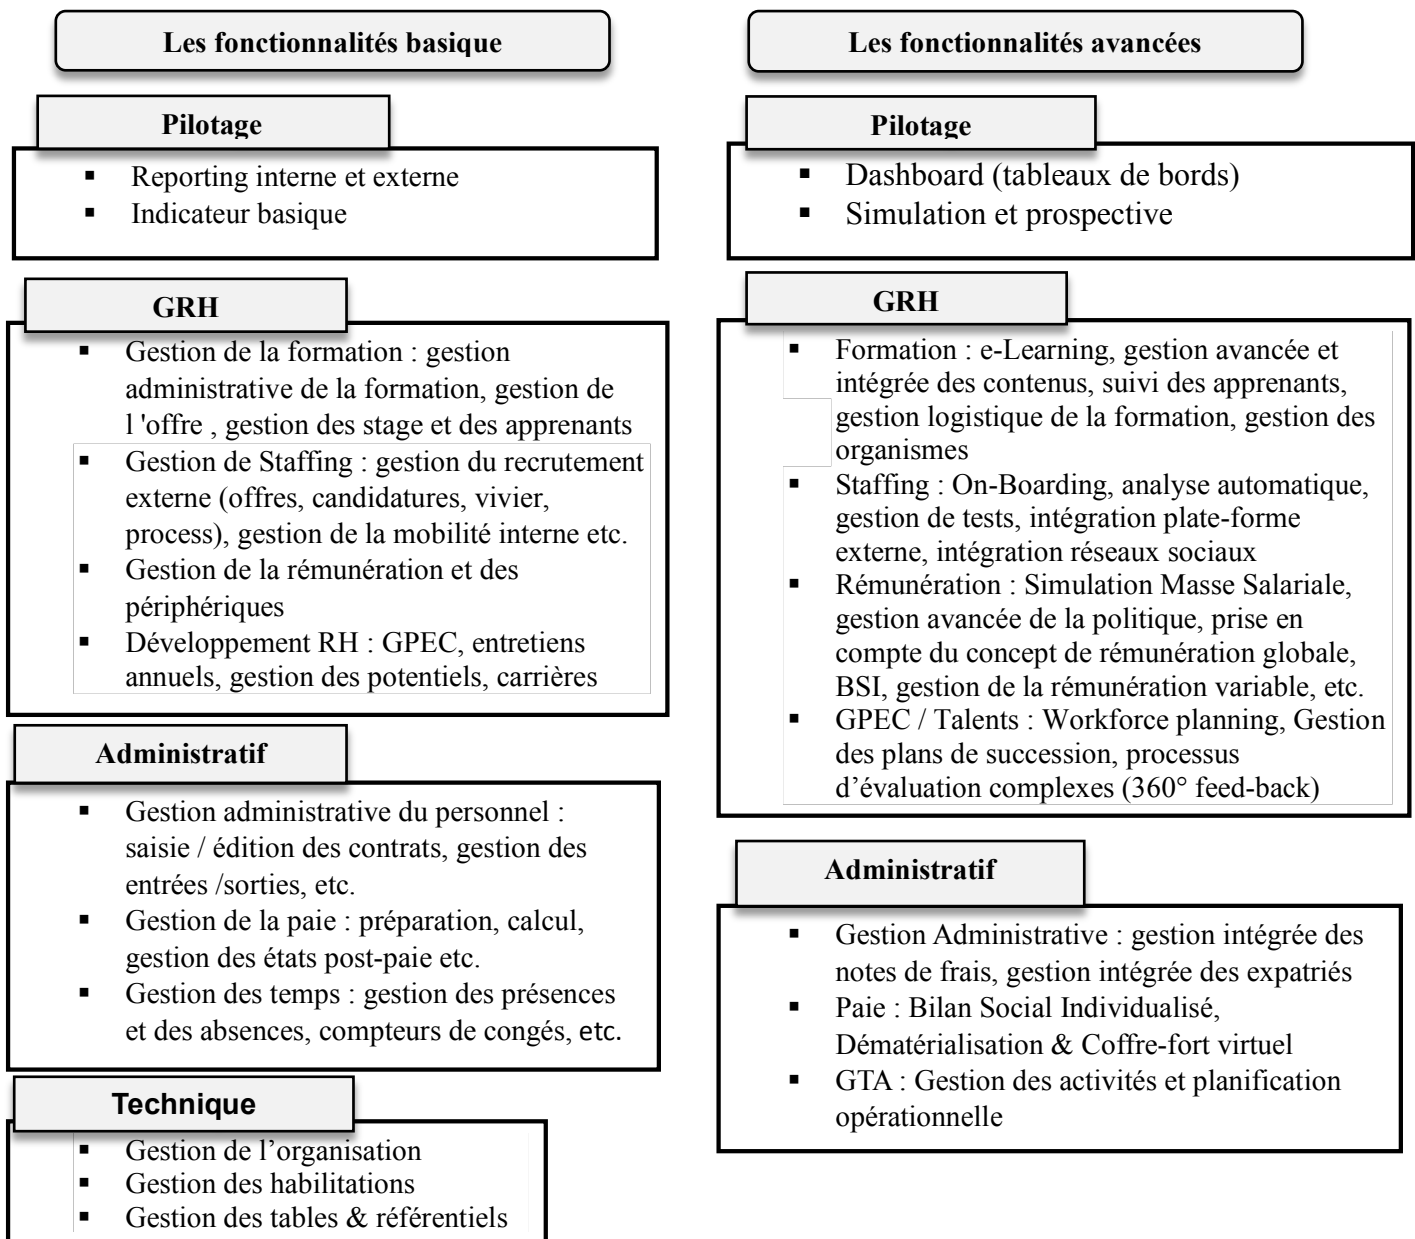 Les fonctionnalités basique
Pilotage
▪ Reporting interne et externe
▪ Indicateur basique
GRH
▪ Gestion de la formation : gestion
administrative de la formation, gestion de
l 'offre , gestion des stage et des apprenants
▪ Gestion de Staffing : gestion du recrutement
externe (offres, candidatures, vivier,
process), gestion de la mobilité interne etc.
▪ Gestion de la rémunération et des
périphériques
▪ Développement RH : GPEC, entretiens
annuels, gestion des potentiels, carrières
Administratif
▪ Gestion administrative du personnel :
saisie / édition des contrats, gestion des
entrées /sorties, etc.
▪ Gestion de la paie : préparation, calcul,
gestion des états post-paie etc.
▪ Gestion des temps : gestion des présences
et des absences, compteurs de congés, etc.
Technique
▪ Gestion de l’organisation
▪ Gestion des habilitations
▪ Gestion des tables & référentiels
Les fonctionnalités avancées
Pilotage
▪ Dashboard (tableaux de bords)
▪ Simulation et prospective
GRH
▪ Formation : e-Learning, gestion avancée et
intégrée des contenus, suivi des apprenants,
gestion logistique de la formation, gestion des
organismes
▪ Staffing : On-Boarding, analyse automatique,
gestion de tests, intégration plate-forme
externe, intégration réseaux sociaux
▪ Rémunération : Simulation Masse Salariale,
gestion avancée de la politique, prise en
compte du concept de rémunération globale,
BSI, gestion de la rémunération variable, etc.
▪ GPEC / Talents : Workforce planning, Gestion
des plans de succession, processus
d’évaluation complexes (360° feed-back)
Administratif
▪ Gestion Administrative : gestion intégrée des
notes de frais, gestion intégrée des expatriés
▪ Paie : Bilan Social Individualisé,
Dématérialisation & Coffre-fort virtuel
▪ GTA : Gestion des activités et planification
opérationnelle